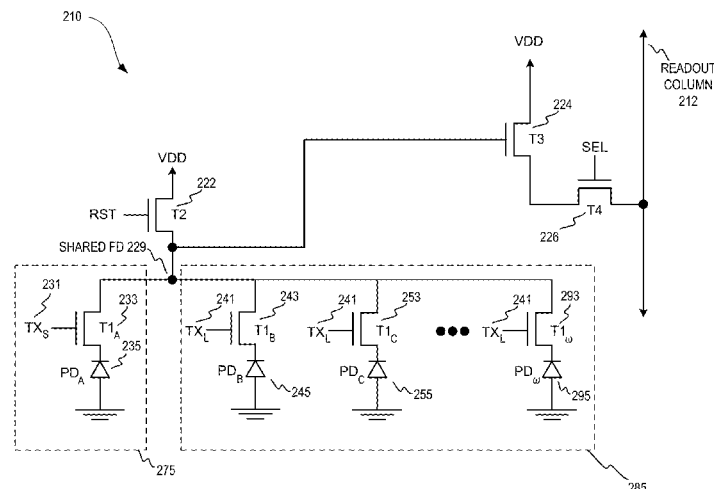 210
VDD
READOUT
COLUMN
212
224
T3
SEL
VDD
222
RST
T2
T4
226
SHARED FD 229
231
233
TX_S
T1_A
235
PD_A
241
243
TX_L
T1_B
PD_B
245
241
253
TX_L
T1_C
PD_C
255
241
293
TX_L
T1_ω
PD_ω
295
275
285